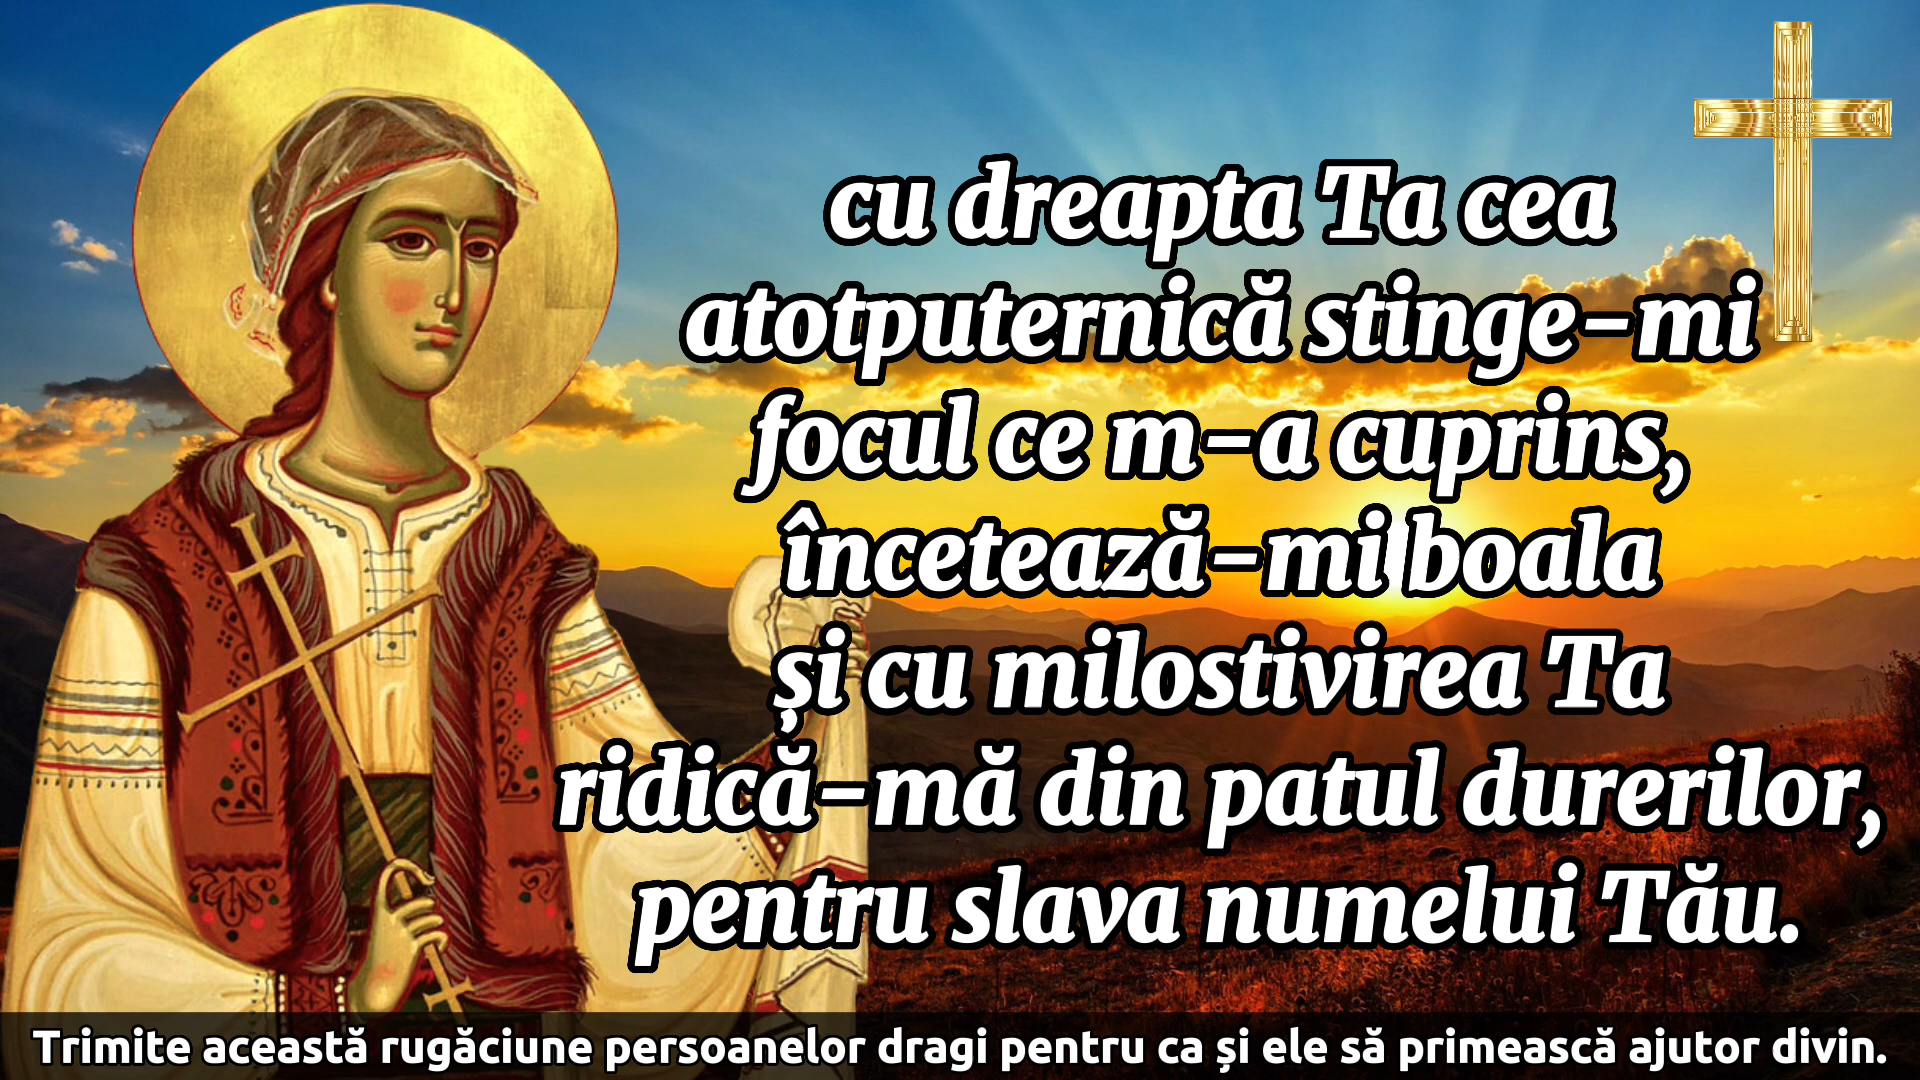 cu dreapta Ta cea
atotputernică stinge-mi
focul ce m-a cuprins,
încetează-mi boala
și cu milostivirea Ta
ridică-mă din patul durerilor,
pentru slava numelui Tău.
Trimite această rugăciune persoanelor dragi pentru ca și ele să primească ajutor divin.